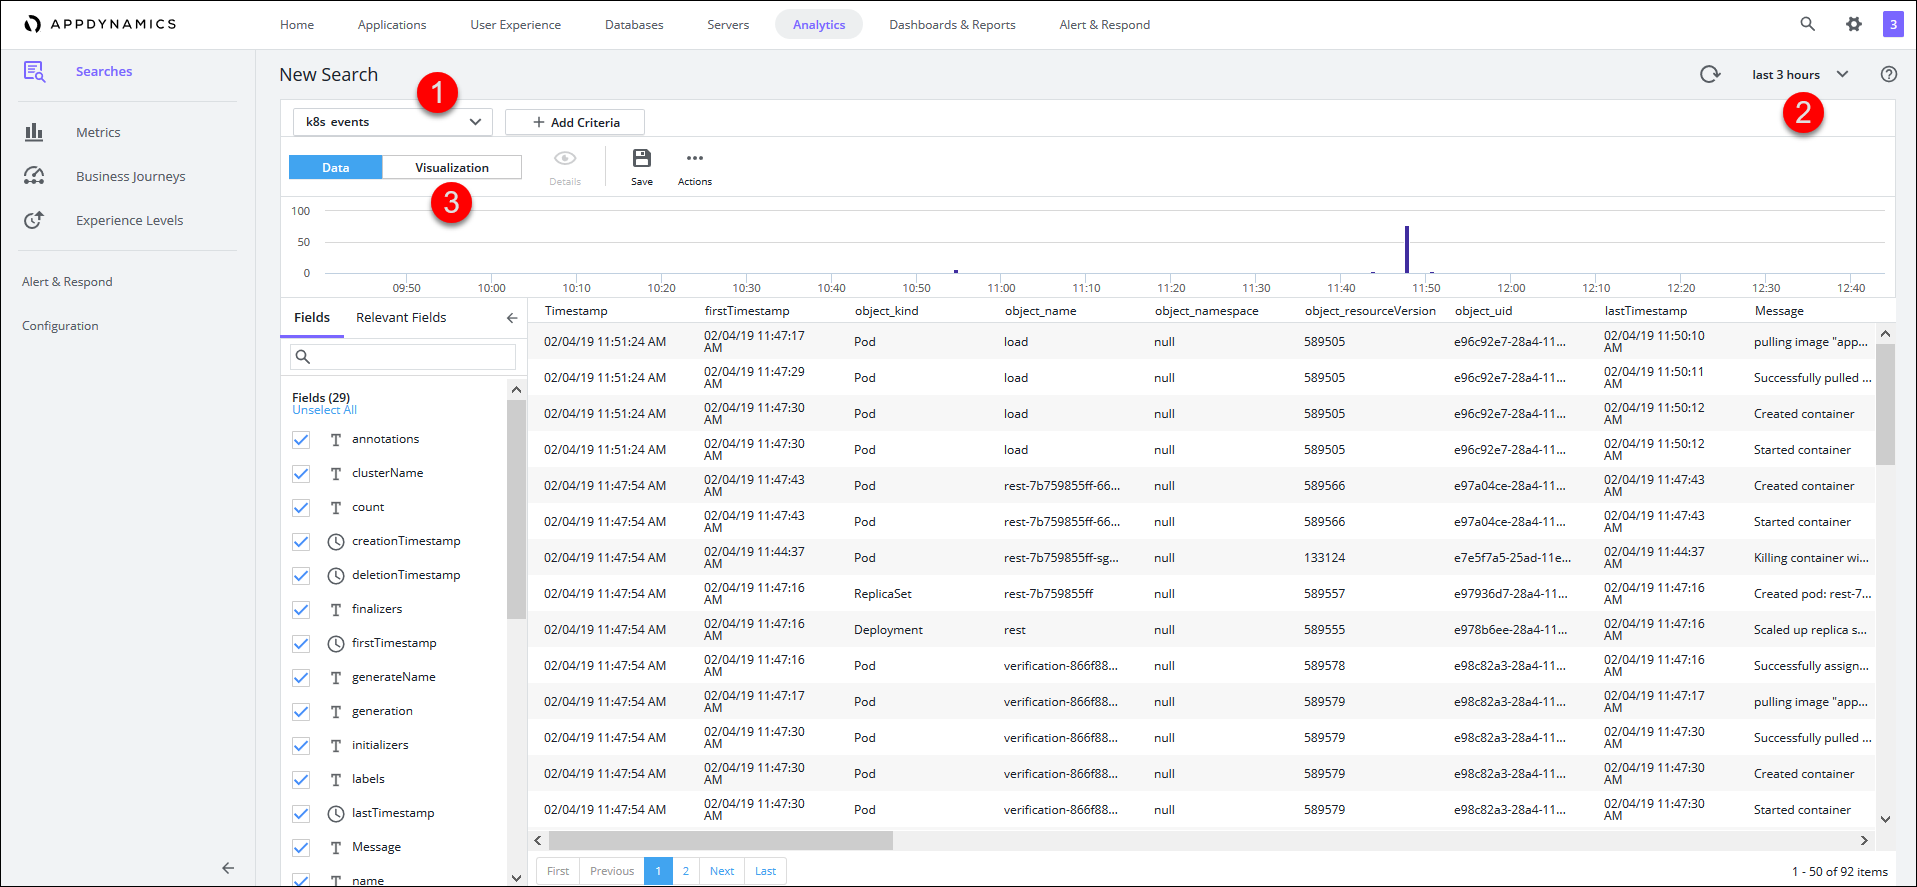 APPDYNAMICS
Home Applications User Experience Databases Servers Analytics Dashboards & Reports Alert & Respond 3
Searches
Metrics
Business Journeys
Experience Levels
Alert & Respond
Configuration
New Search
last 3 hours
1
2
k8s events
+ Add Criteria
Data Visualization
Details
Save
Actions
3
100
50
0
09:50 10:00 10:10 10:20 10:30 10:40 10:50 11:00 11:10 11:20 11:30 11:40 11:50 12:00 12:10 12:20 12:30 12:40
Fields Relevant Fields
Fields (29)
Unselect All
T annotations
T clusterName
T count
creationTimestamp
deletionTimestamp
T finalizers
firstTimestamp
T generateName
T generation
T initializers
T labels
lastTimestamp
T Message
T name
Timestamp firstTimestamp object_kind object_name object_namespace object_resourceVersion object_uid lastTimestamp Message
02/04/19 11:51:24 AM 02/04/19 11:47:17 AM Pod load null 589505 e96c92e7-28a4-11... 02/04/19 11:50:10 AM pulling image "app...
02/04/19 11:51:24 AM 02/04/19 11:47:29 AM Pod load null 589505 e96c92e7-28a4-11... 02/04/19 11:50:11 AM Successfully pulled ...
02/04/19 11:51:24 AM 02/04/19 11:47:30 AM Pod load null 589505 e96c92e7-28a4-11... 02/04/19 11:50:12 AM Created container
02/04/19 11:51:24 AM 02/04/19 11:47:30 AM Pod load null 589505 e96c92e7-28a4-11... 02/04/19 11:50:12 AM Started container
02/04/19 11:47:54 AM 02/04/19 11:47:43 AM Pod rest-7b759855ff-66... null 589566 e97a04ce-28a4-11... 02/04/19 11:47:43 AM Created container
02/04/19 11:47:54 AM 02/04/19 11:47:43 AM Pod rest-7b759855ff-66... null 589566 e97a04ce-28a4-11... 02/04/19 11:47:43 AM Started container
02/04/19 11:47:54 AM 02/04/19 11:44:37 AM Pod rest-7b759855ff-sg... null 133124 e7e5f7a5-25ad-11e... 02/04/19 11:44:37 AM Killing container wi...
02/04/19 11:47:54 AM 02/04/19 11:47:16 AM ReplicaSet rest-7b759855ff null 589557 e97936d7-28a4-11... 02/04/19 11:47:16 AM Created pod: rest-7...
02/04/19 11:47:54 AM 02/04/19 11:47:16 AM Deployment rest null 589555 e978b6ee-28a4-11... 02/04/19 11:47:16 AM Scaled up replica s...
02/04/19 11:47:54 AM 02/04/19 11:47:16 AM Pod verification-866f88... null 589578 e98c82a3-28a4-11... 02/04/19 11:47:16 AM Successfully assign...
02/04/19 11:47:54 AM 02/04/19 11:47:17 AM Pod verification-866f88... null 589579 e98c82a3-28a4-11... 02/04/19 11:47:17 AM pulling image "app...
02/04/19 11:47:54 AM 02/04/19 11:47:30 AM Pod verification-866f88... null 589579 e98c82a3-28a4-11... 02/04/19 11:47:30 AM Successfully pulled ...
02/04/19 11:47:54 AM 02/04/19 11:47:30 AM Pod verification-866f88... null 589579 e98c82a3-28a4-11... 02/04/19 11:47:30 AM Created container
02/04/19 11:47:54 AM 02/04/19 11:47:30 AM Pod verification-866f88... null 589579 e98c82a3-28a4-11... 02/04/19 11:47:30 AM Started container
First Previous 1 2 Next Last
1 - 50 of 92 items